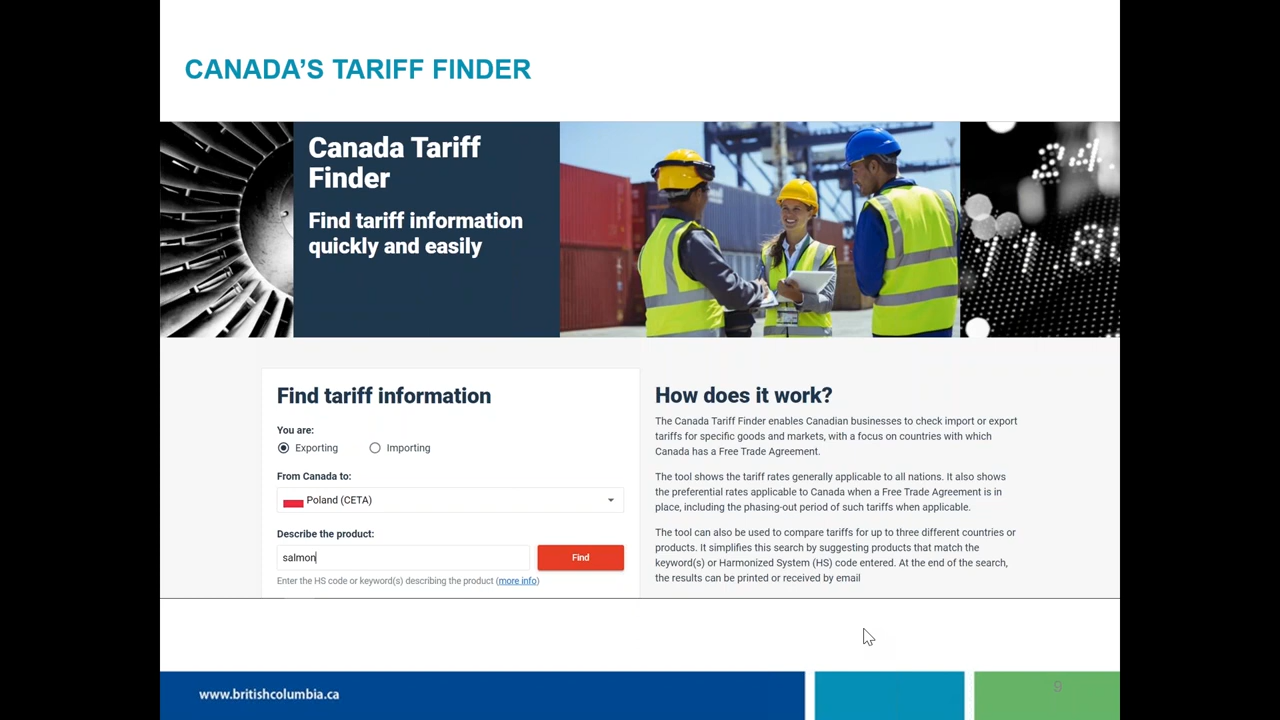 CANADA'S TARIFF FINDER
Canada Tariff
Finder
Find tariff information
quickly and easily
24.
11.8
Find tariff information
You are:
Exporting
Importing
From Canada to:
Poland (CETA)
Describe the product:
salmon
Find
Enter the HS code or keyword(s) describing the product (more info)
How does it work?
The Canada Tariff Finder enables Canadian businesses to check import or export
tariffs for specific goods and markets, with a focus on countries with which
Canada has a Free Trade Agreement.
The tool shows the tariff rates generally applicable to all nations. It also shows
the preferential rates applicable to Canada when a Free Trade Agreement is in
place, including the phasing-out period of such tariffs when applicable.
The tool can also be used to compare tariffs for up to three different countries or
products. It simplifies this search by suggesting products that match the
keyword(s) or Harmonized System (HS) code entered. At the end of the search,
the results can be printed or received by email
www.britishcolumbia.ca
9